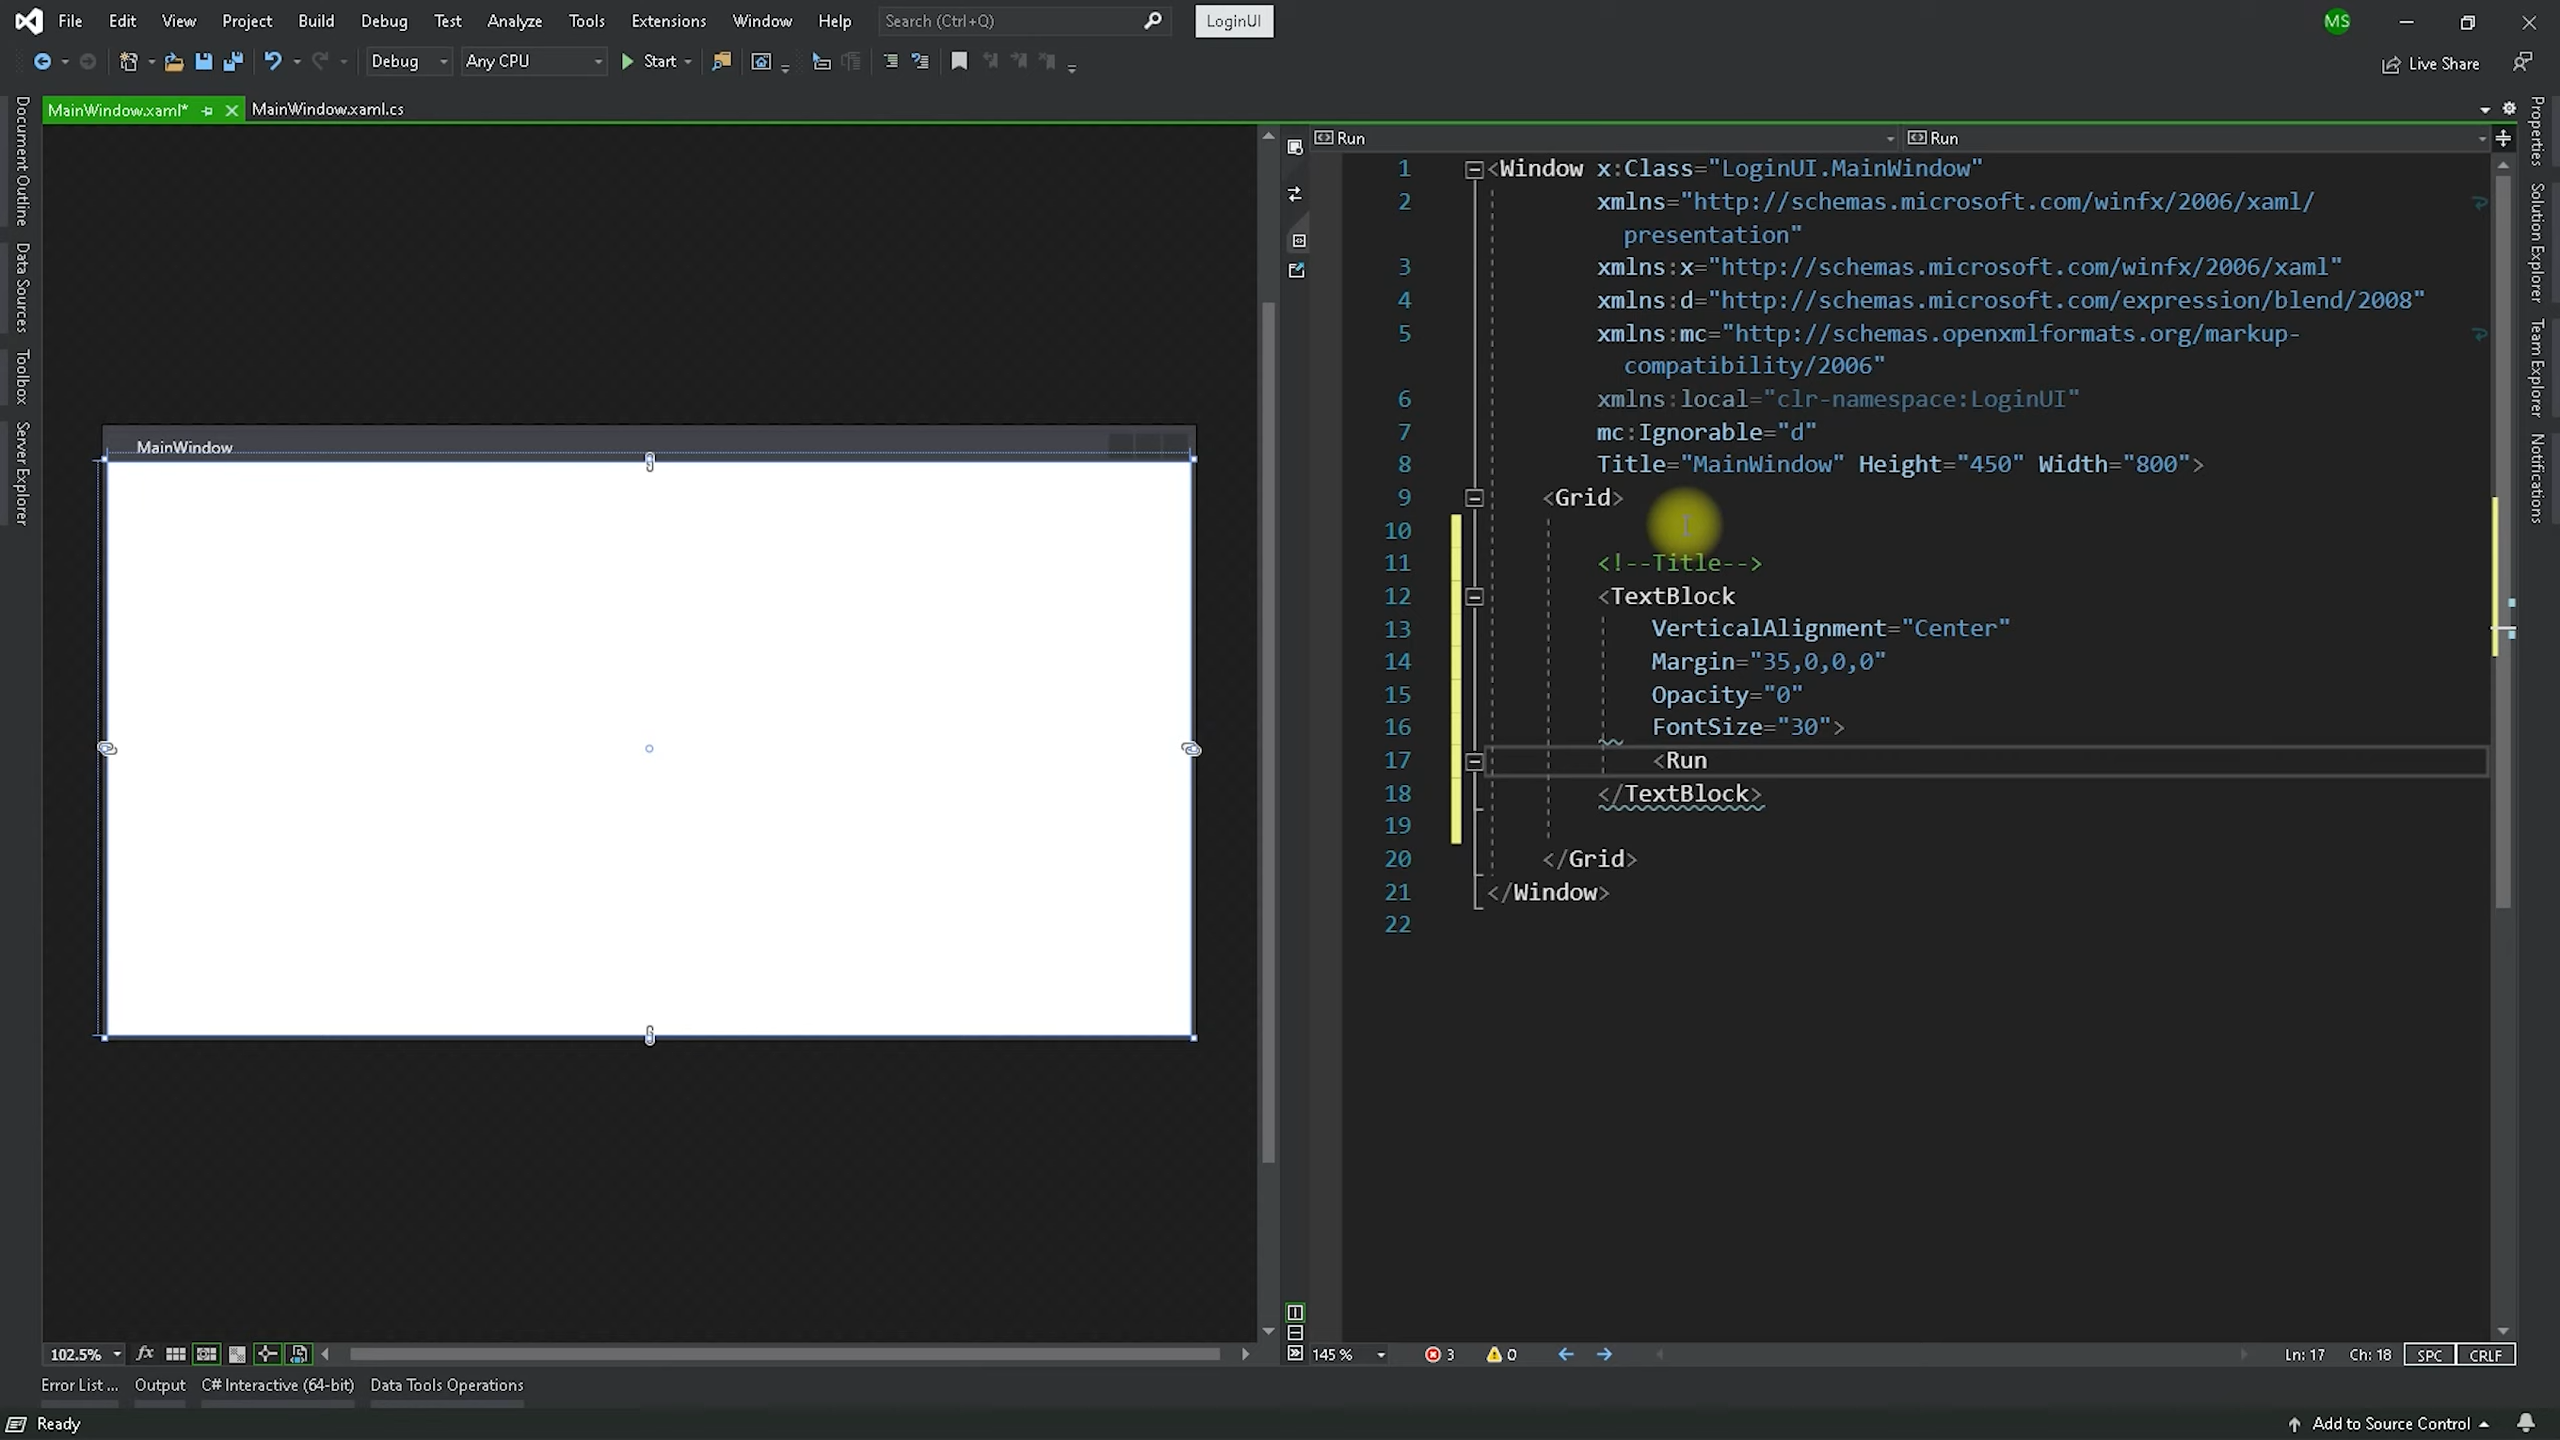 File Edit View Project Build Debug Test Analyze Tools Extensions Window Help Search (Ctrl+Q) LoginUI MS
Debug Any CPU Start Live Share
MainWindow.xaml* MainWindow.xaml.cs
Document Outline
Data Sources
Toolbox
Server Explorer
MainWindow
Run Run
1 <Window x:Class="LoginUI.MainWindow"
2 xmlns="http://schemas.microsoft.com/winfx/2006/xaml/
presentation"
3 xmlns:x="http://schemas.microsoft.com/winfx/2006/xaml"
4 xmlns:d="http://schemas.microsoft.com/expression/blend/2008"
5 xmlns:mc="http://schemas.openxmlformats.org/markup-
compatibility/2006"
6 xmlns:local="clr-namespace:LoginUI"
7 mc:Ignorable="d"
8 Title="MainWindow" Height="450" Width="800">
9 <Grid>
10
11 <!--Title-->
12 <TextBlock
13 VerticalAlignment="Center"
14 Margin="35,0,0,0"
15 Opacity="0"
16 FontSize="30">
17 <Run
18 </TextBlock>
19
20 </Grid>
21 </Window>
22
Properties
Solution Explorer
Team Explorer
Notifications
102.5% fx
145 % 3 0 Ln: 17 Ch: 18 SPC CRLF
Error List ... Output C# Interactive (64-bit) Data Tools Operations
Ready Add to Source Control